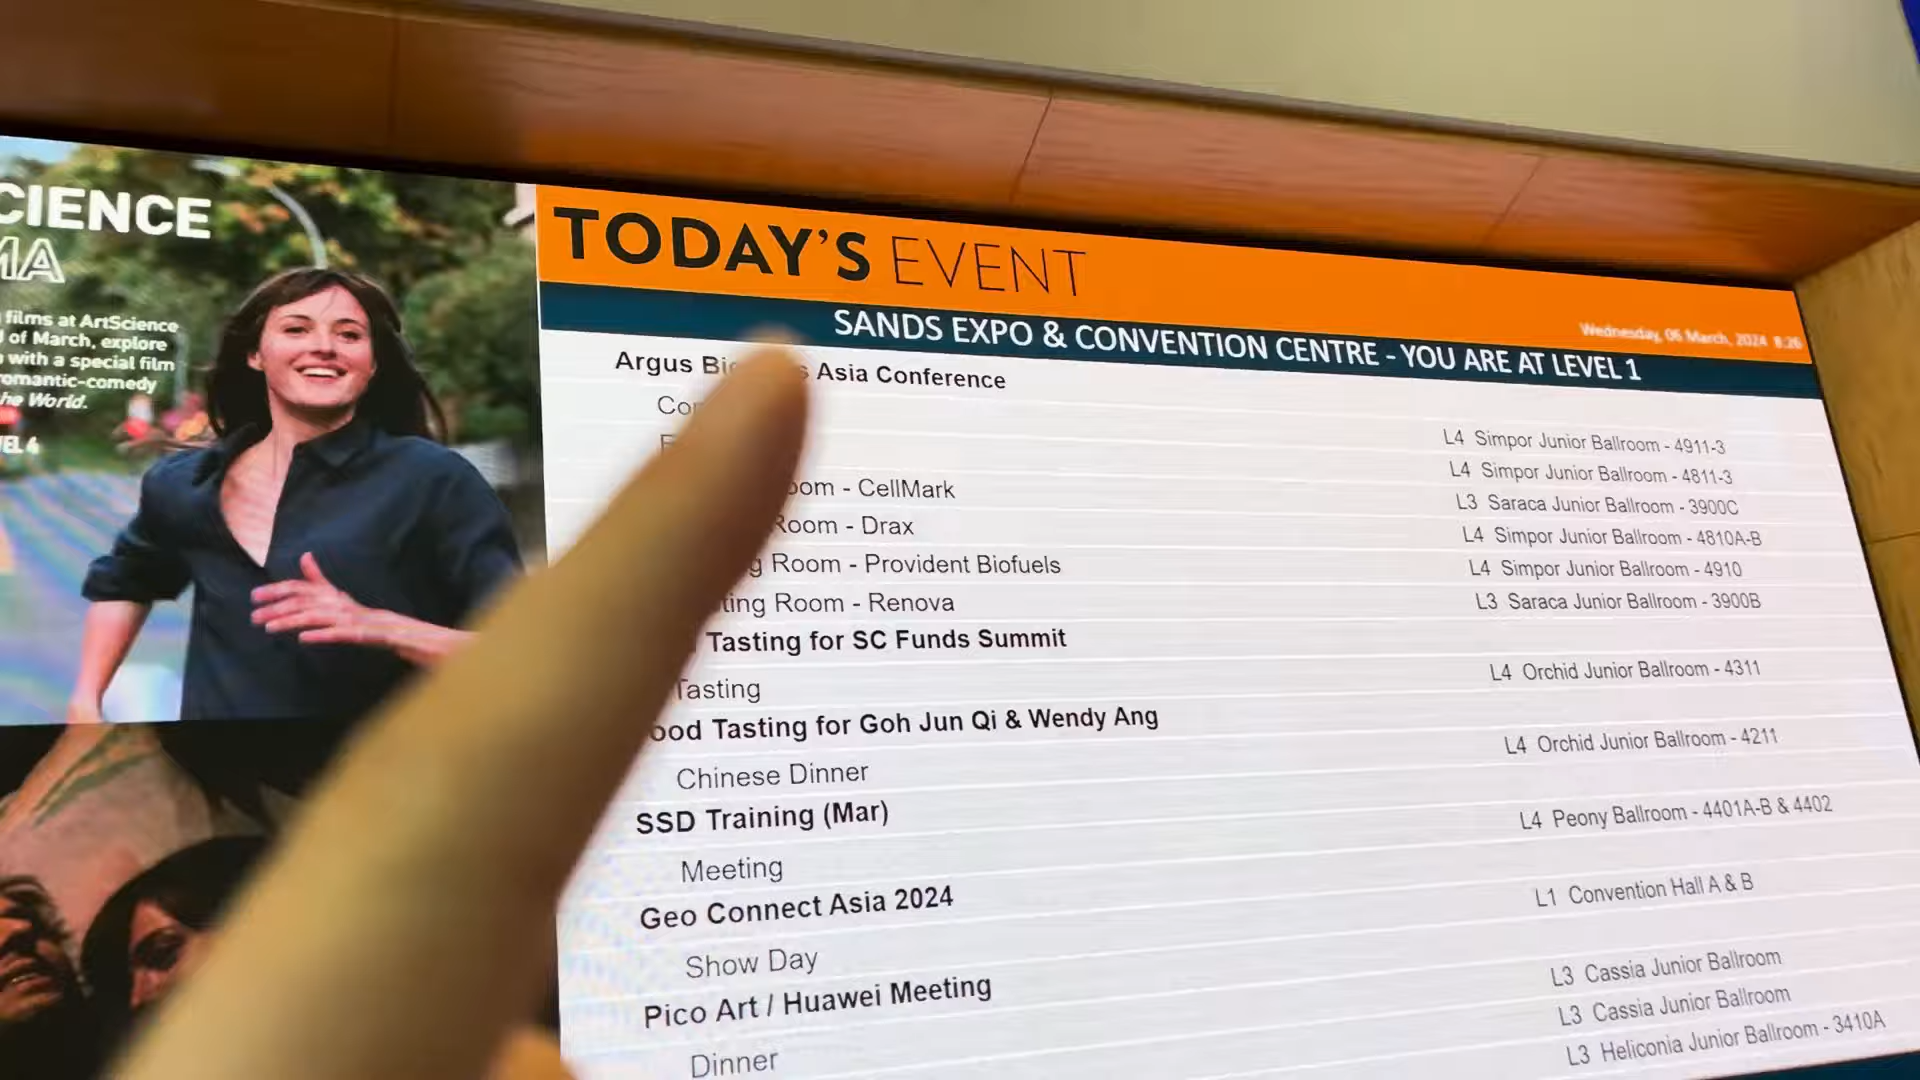 CIENCE
MA
films at ArtScience
of March, explore
with a special film
omantic-comedy
he World.
EL 4
TODAY'S EVENT
Wednesday, 06 March, 2024 8:26
SANDS EXPO & CONVENTION CENTRE - YOU ARE AT LEVEL 1
Argus Asia Conference
L4 Simpor Junior Ballroom - 4911-3
L4 Simpor Junior Ballroom - 4811-3
oom - CellMark L3 Saraca Junior Ballroom - 3900C
Room - Drax L4 Simpor Junior Ballroom - 4810A-B
g Room - Provident Biofuels L4 Simpor Junior Ballroom - 4910
ting Room - Renova L3 Saraca Junior Ballroom - 3900B
Tasting for SC Funds Summit
Tasting L4 Orchid Junior Ballroom - 4311
ood Tasting for Goh Jun Qi & Wendy Ang
Chinese Dinner L4 Orchid Junior Ballroom - 4211
SSD Training (Mar)
Meeting L4 Peony Ballroom - 4401A-B & 4402
Geo Connect Asia 2024
Show Day L1 Convention Hall A & B
Pico Art / Huawei Meeting
Dinner L3 Cassia Junior Ballroom
L3 Cassia Junior Ballroom
L3 Heliconia Junior Ballroom - 3410A